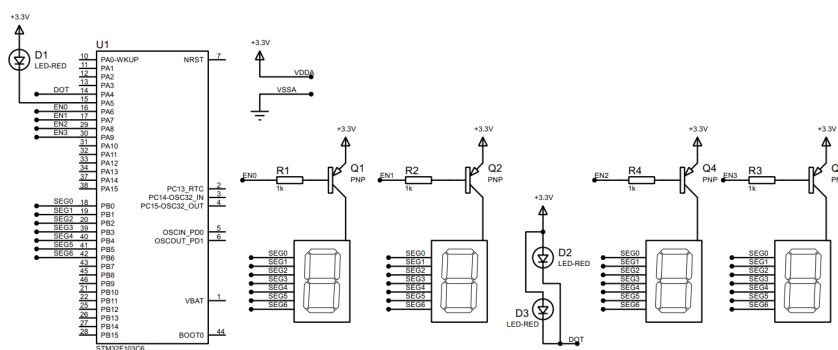 +3.3V
D1
LED-RED
U1
10 PA0-WKUP
11 PA1
12 PA2
13 PA3
DOT 14 PA4
15 PA5
EN0 16 PA6
EN1 17 PA7
EN2 29 PA8
EN3 30 PA9
31 PA10
32 PA11
33 PA12
34 PA13
37 PA14
38 PA15
SEG0 18 PB0
SEG1 19 PB1
SEG2 20 PB2
SEG3 39 PB3
SEG4 40 PB4
SEG5 41 PB5
SEG6 42 PB6
43 PB7
45 PB8
46 PB9
21 PB10
22 PB11
25 PB12
26 PB13
27 PB14
28 PB15
NRST 7
PC13_RTC 2
PC14-OSC32_IN 3
PC15-OSC32_OUT 4
OSCIN_PD0 5
OSCOUT_PD1 6
VBAT 1
BOOT0 44
STM32F103C6
+3.3V
VDDA
VSSA
+3.3V
EN0
R1
1k
Q1
PNP
SEG0
SEG1
SEG2
SEG3
SEG4
SEG5
SEG6
+3.3V
EN1
R2
1k
Q2
PNP
SEG0
SEG1
SEG2
SEG3
SEG4
SEG5
SEG6
+3.3V
D2
LED-RED
D3
LED-RED
DOT
+3.3V
EN2
R4
1k
Q4
PNP
SEG0
SEG1
SEG2
SEG3
SEG4
SEG5
SEG6
+3.3V
EN3
R3
1k
SEG0
SEG1
SEG2
SEG3
SEG4
SEG5
SEG6